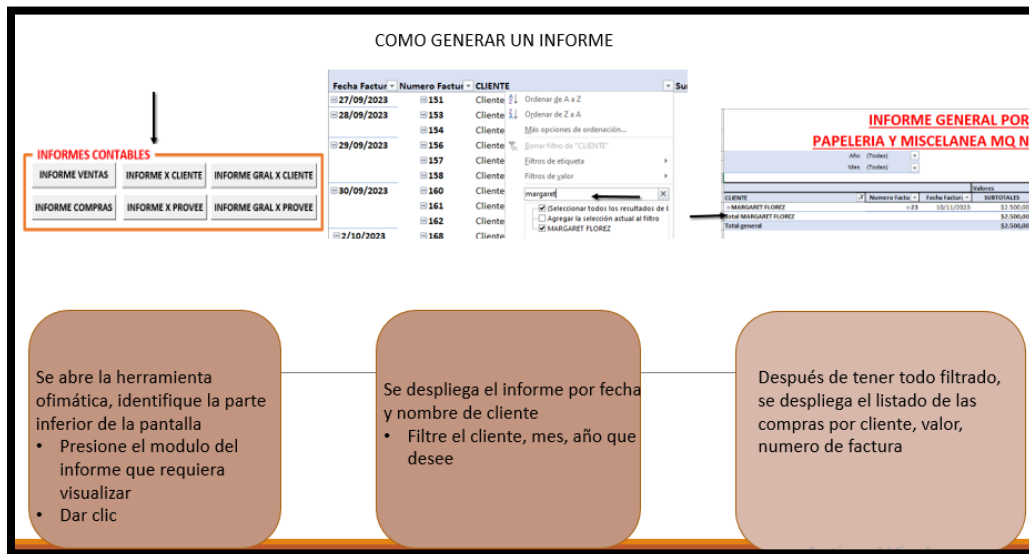 COMO GENERAR UN INFORME
INFORMES CONTABLES
INFORME VENTAS
INFORME X CLIENTE
INFORME GRAL X CLIENTE
INFORME COMPRAS
INFORME X PROVEE
INFORME GRAL X PROVEE
Fecha Factur Numero Factur CLIENTE Su
27/09/2023 151 Cliente
28/09/2023 153 Cliente
154 Cliente
29/09/2023 156 Cliente
157 Cliente
158 Cliente
30/09/2023 160 Cliente
161 Cliente
162 Cliente
2/10/2023 168 Cliente
Ordenar de A a Z
Ordenar de Z a A
Más opciones de ordenación...
Borrar filtro de "CLIENTE"
Filtros de etiqueta
Filtros de valor
margaret
(Seleccionar todos los resultados de l
Agregar la selección actual al filtro
MARGARET FLOREZ
INFORME GENERAL POR
PAPELERIA Y MISCELANEA MQ N
Año (Todas)
Mes (Todas)
Valores
CLIENTE Numero Factu Fecha Factur SUBTOTALES
MARGARET FLOREZ 23 10/11/2023 $2.500,00
Total MARGARET FLOREZ $2.500,00
Total general $2.500,00
Se abre la herramienta
ofimática, identifique la parte
inferior de la pantalla
• Presione el modulo del
informe que requiera
visualizar
• Dar clic
Se despliega el informe por fecha
y nombre de cliente
• Filtre el cliente, mes, año que
desee
Después de tener todo filtrado,
se despliega el listado de las
compras por cliente, valor,
numero de factura